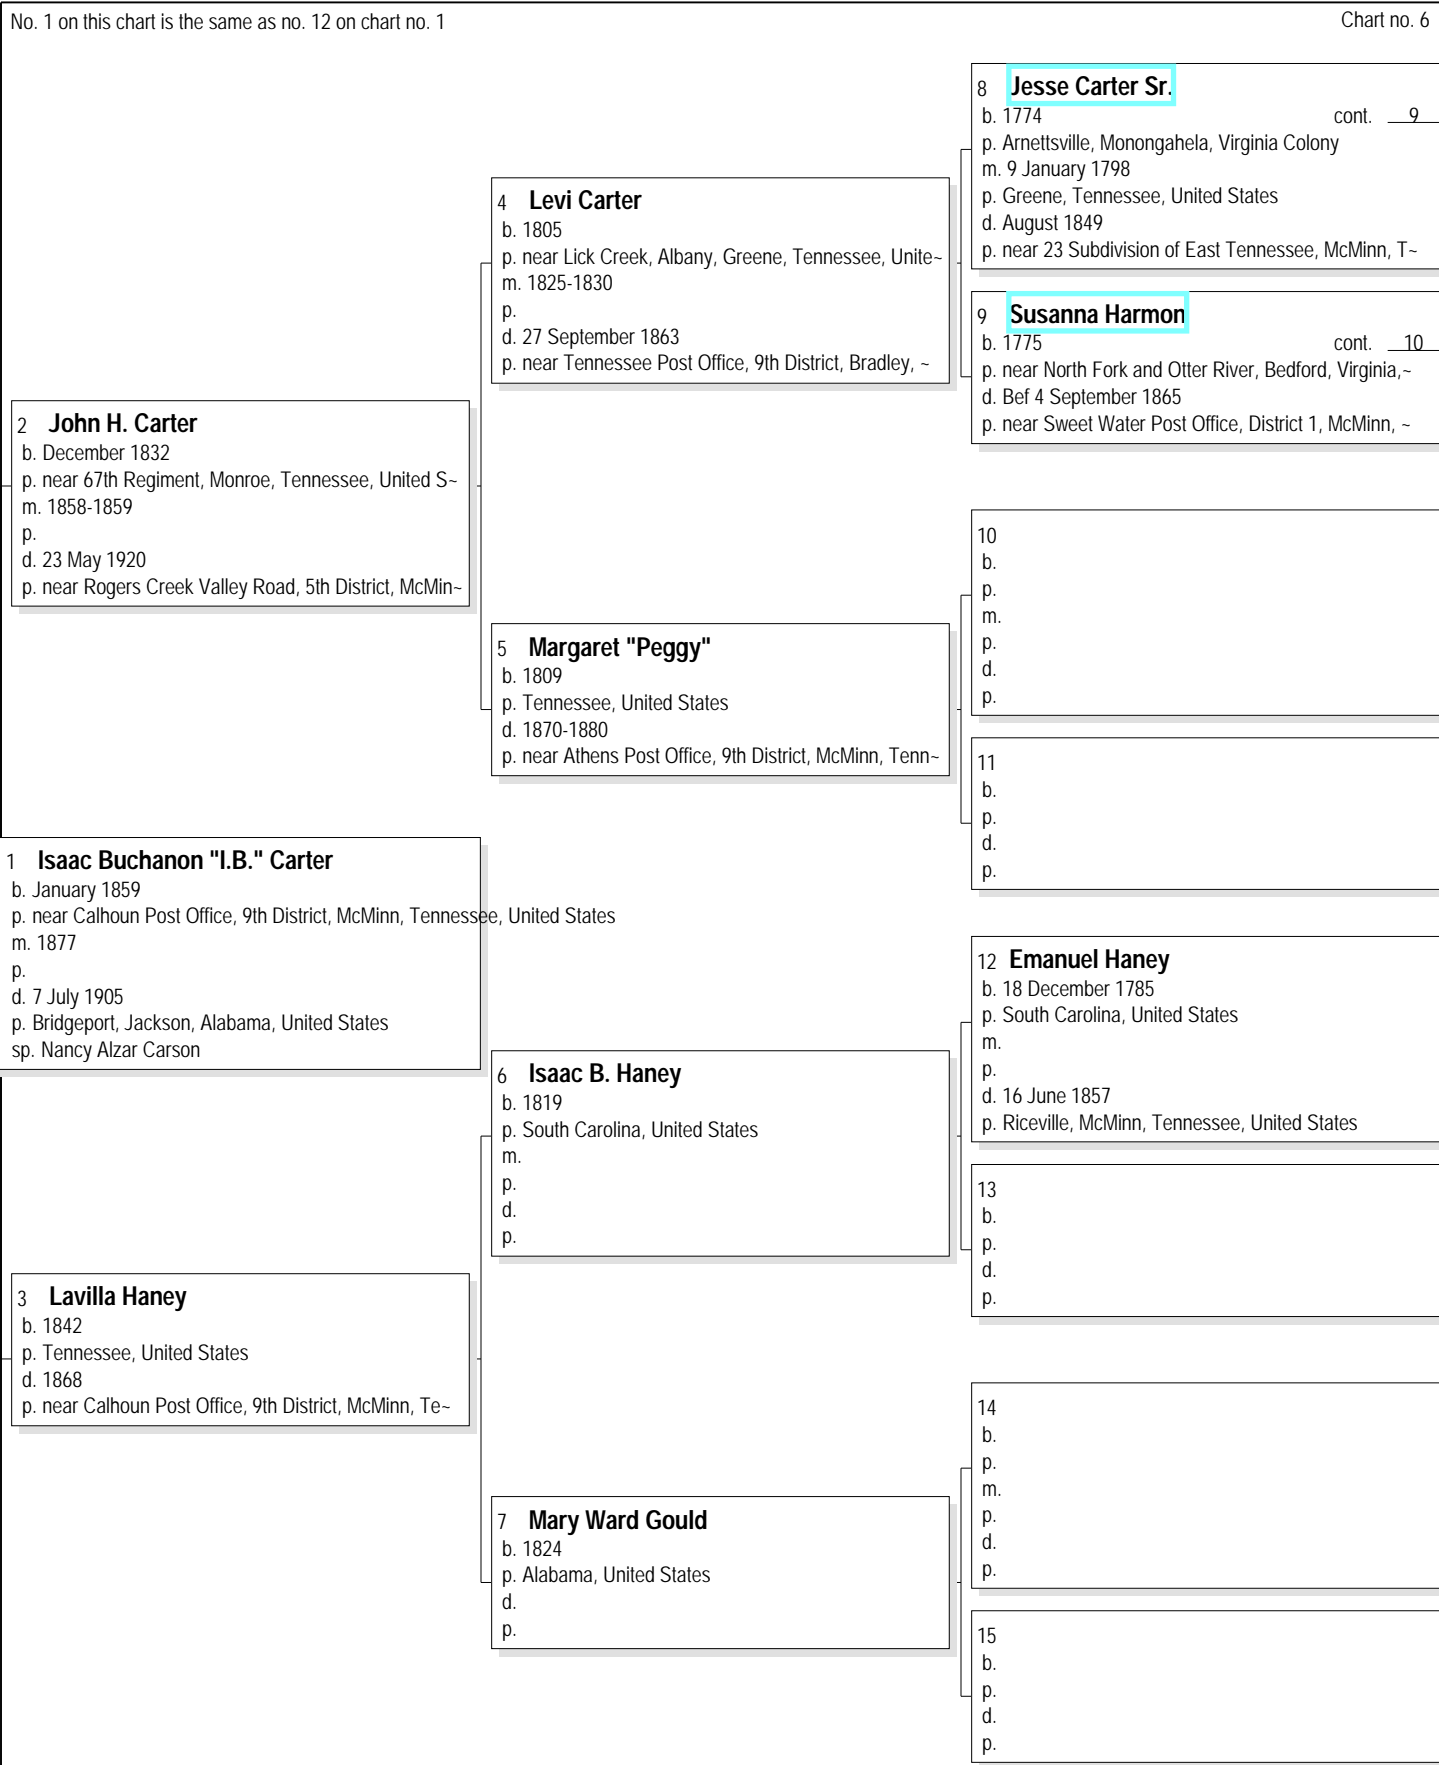 No. 1 on this chart is the same as no. 12 on chart no. 1
Chart no. 6
8 Jesse Carter Sr.
b. 1774 cont. 9
p. Arnettsville, Monongahela, Virginia Colony
m. 9 January 1798
p. Greene, Tennessee, United States
d. August 1849
p. near 23 Subdivision of East Tennessee, McMinn, T~
4 Levi Carter
b. 1805
p. near Lick Creek, Albany, Greene, Tennessee, Unite~
m. 1825-1830
p.
d. 27 September 1863
p. near Tennessee Post Office, 9th District, Bradley, ~
9 Susanna Harmon
b. 1775 cont. 10
p. near North Fork and Otter River, Bedford, Virginia,~
d. Bef 4 September 1865
p. near Sweet Water Post Office, District 1, McMinn, ~
2 John H. Carter
b. December 1832
p. near 67th Regiment, Monroe, Tennessee, United S~
m. 1858-1859
p.
d. 23 May 1920
p. near Rogers Creek Valley Road, 5th District, McMin~
10
b.
p.
m.
p.
d.
p.
5 Margaret "Peggy"
b. 1809
p. Tennessee, United States
d. 1870-1880
p. near Athens Post Office, 9th District, McMinn, Tenn~
11
b.
p.
d.
p.
1 Isaac Buchanon "I.B." Carter
b. January 1859
p. near Calhoun Post Office, 9th District, McMinn, Tennessee, United States
m. 1877
p.
d. 7 July 1905
p. Bridgeport, Jackson, Alabama, United States
sp. Nancy Alzar Carson
12 Emanuel Haney
b. 18 December 1785
p. South Carolina, United States
m.
p.
d. 16 June 1857
p. Riceville, McMinn, Tennessee, United States
6 Isaac B. Haney
b. 1819
p. South Carolina, United States
m.
p.
d.
p.
13
b.
p.
d.
p.
3 Lavilla Haney
b. 1842
p. Tennessee, United States
d. 1868
p. near Calhoun Post Office, 9th District, McMinn, Te~
14
b.
p.
m.
p.
d.
p.
7 Mary Ward Gould
b. 1824
p. Alabama, United States
d.
p.
15
b.
p.
d.
p.